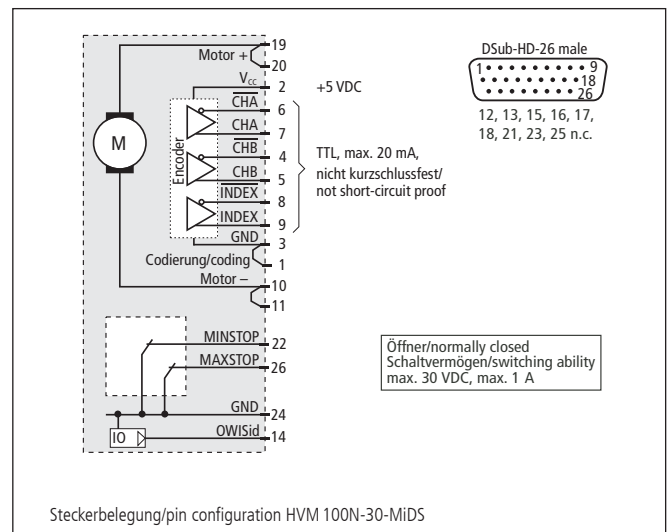 19
Motor +
20
V_CC
2
+5 VDC
C̅H̅A̅
6
CHA
7
C̅H̅B̅
4
CHB
5
I̅N̅D̅E̅X̅
8
INDEX
9
GND
3
Codierung/coding
1
Motor –
10
11
M
Encoder
TTL, max. 20 mA,
nicht kurzschlussfest/
not short-circuit proof
DSub-HD-26 male
1
9
18
26
12, 13, 15, 16, 17,
18, 21, 23, 25 n.c.
MINSTOP
22
MAXSTOP
26
GND
24
IO
OWISid
14
Öffner/normally closed
Schaltvermögen/switching ability
max. 30 VDC, max. 1 A
Steckerbelegung/pin configuration HVM 100N-30-MiDS